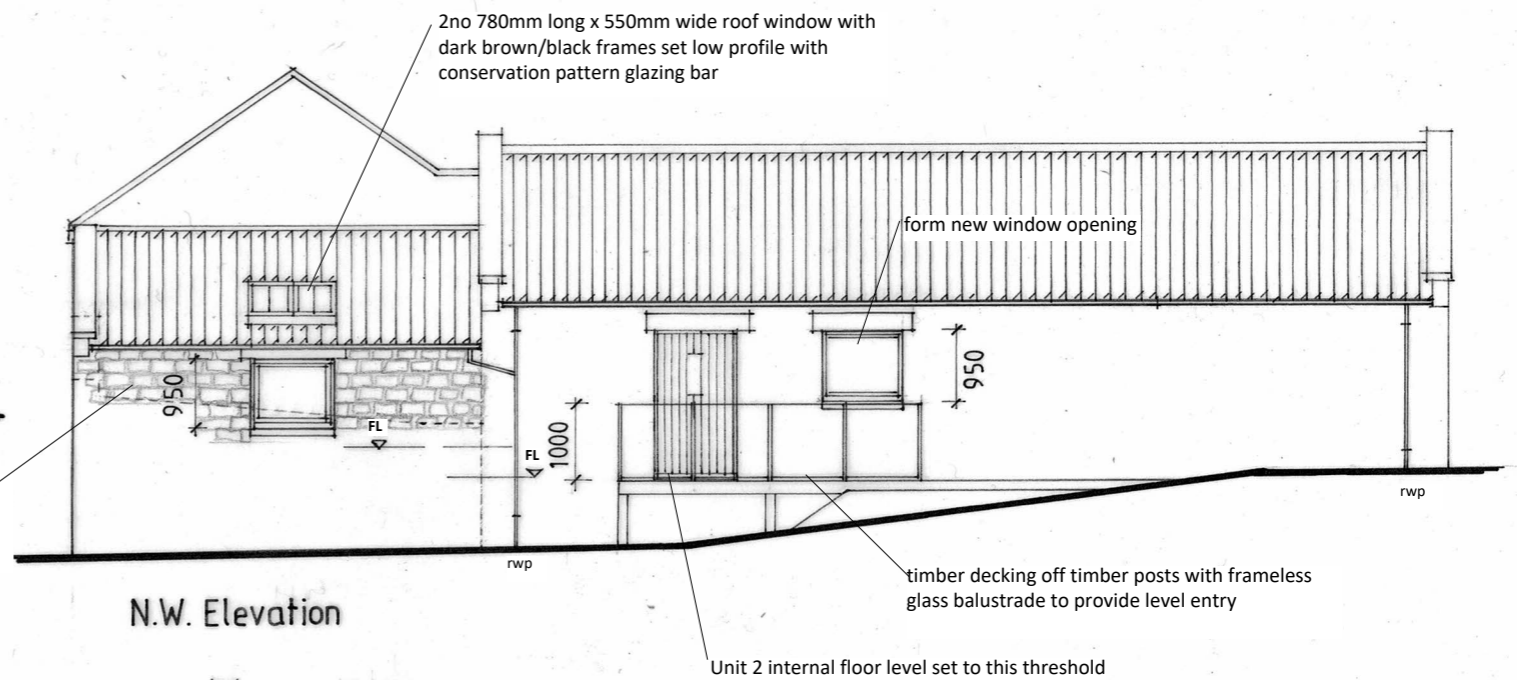 2no 780mm long x 550mm wide roof window with
dark brown/black frames set low profile with
conservation pattern glazing bar
form new window opening
950
950
FL
FL
1000
rwp
rwp
timber decking off timber posts with frameless
glass balustrade to provide level entry
N.W. Elevation
Unit 2 internal floor level set to this threshold